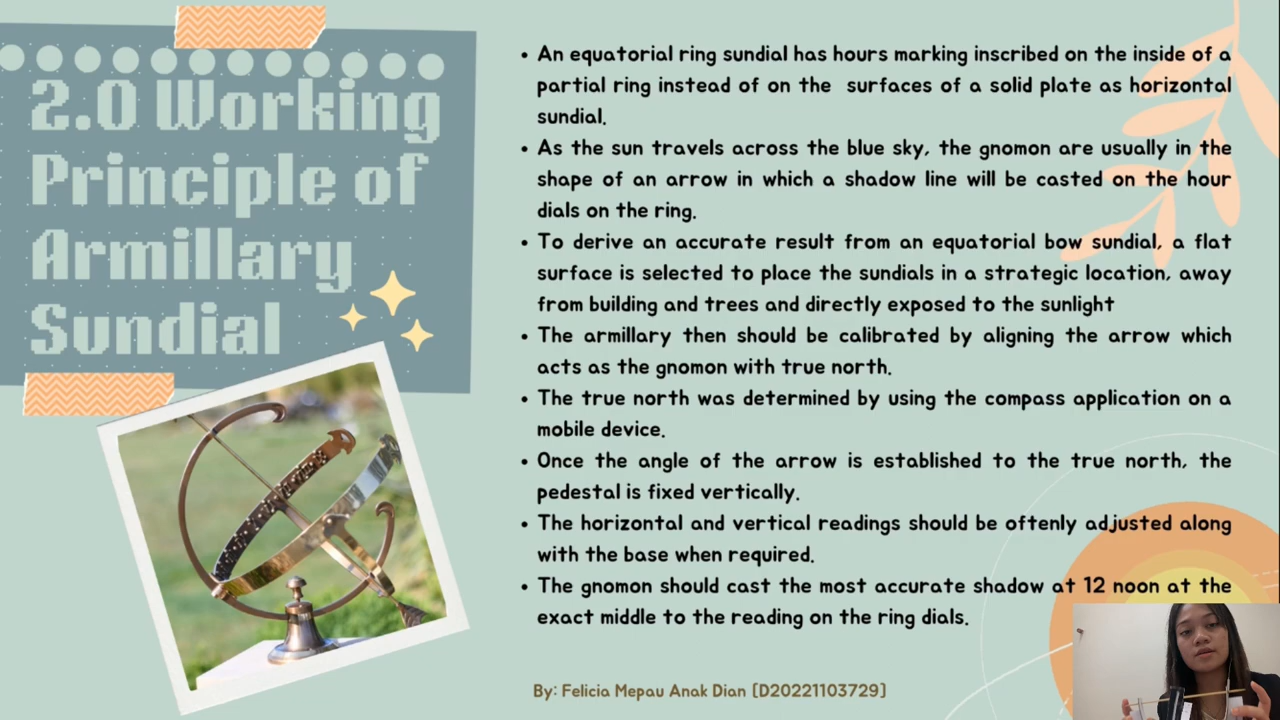 2.0 Working
Principle of
Armillary
Sundial
• An equatorial ring sundial has hours marking inscribed on the inside of a
partial ring instead of on the surfaces of a solid plate as horizontal
sundial.
• As the sun travels across the blue sky, the gnomon are usually in the
shape of an arrow in which a shadow line will be casted on the hour
dials on the ring.
• To derive an accurate result from an equatorial bow sundial, a flat
surface is selected to place the sundials in a strategic location, away
from building and trees and directly exposed to the sunlight
• The armillary then should be calibrated by aligning the arrow which
acts as the gnomon with true north.
• The true north was determined by using the compass application on a
mobile device.
• Once the angle of the arrow is established to the true north, the
pedestal is fixed vertically.
• The horizontal and vertical readings should be oftenly adjusted along
with the base when required.
• The gnomon should cast the most accurate shadow at 12 noon at the
exact middle to the reading on the ring dials.
By: Felicia Mepau Anak Dian [D20221103729]